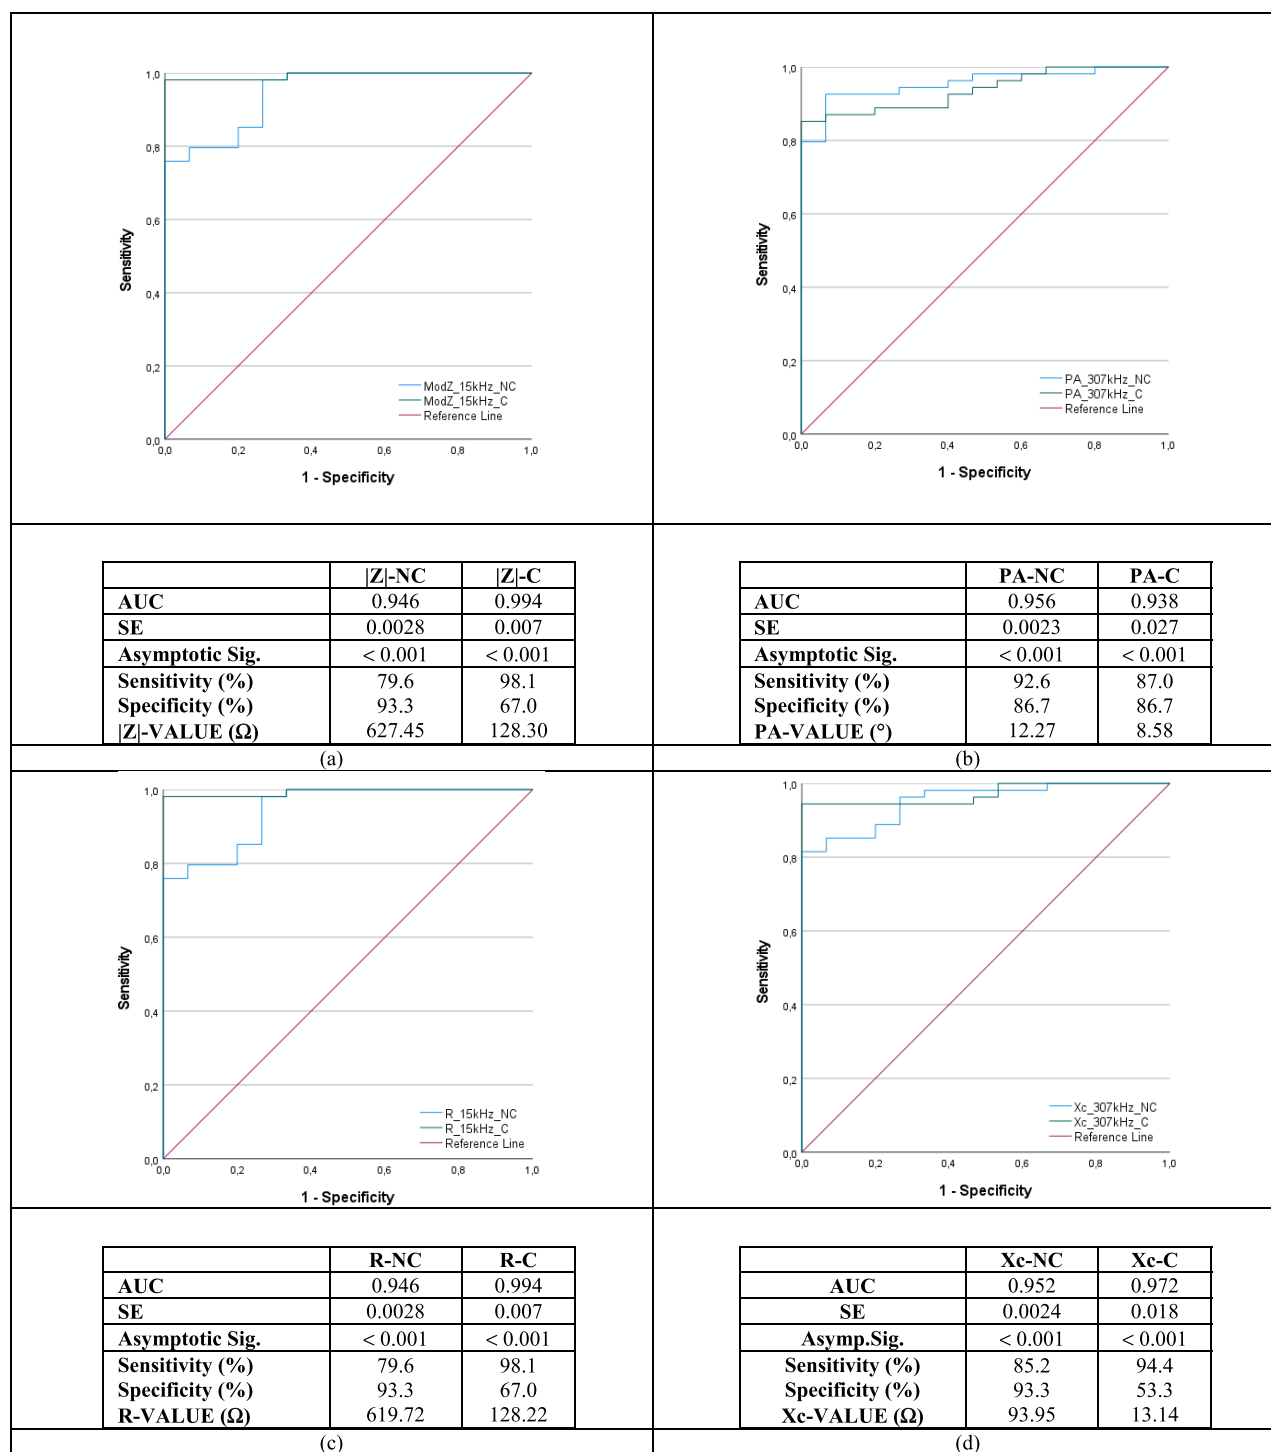 1,0
0,8
0,6
0,4
0,2
0,0
Sensitivity
ModZ_15kHz_NC
ModZ_15kHz_C
Reference Line
0,0 0,2 0,4 0,6 0,8 1,0
1 - Specificity
1,0
0,8
0,6
0,4
0,2
0,0
Sensitivity
PA_307kHz_NC
PA_307kHz_C
Reference Line
0,0 0,2 0,4 0,6 0,8 1,0
1 - Specificity
|Z|-NC |Z|-C
AUC 0.946 0.994
SE 0.0028 0.007
Asymptotic Sig. < 0.001 < 0.001
Sensitivity (%) 79.6 98.1
Specificity (%) 93.3 67.0
|Z|-VALUE (Ω) 627.45 128.30
(a)
PA-NC PA-C
AUC 0.956 0.938
SE 0.0023 0.027
Asymptotic Sig. < 0.001 < 0.001
Sensitivity (%) 92.6 87.0
Specificity (%) 86.7 86.7
PA-VALUE (°) 12.27 8.58
(b)
1,0
0,8
0,6
0,4
0,2
0,0
Sensitivity
R_15kHz_NC
R_15kHz_C
Reference Line
0,0 0,2 0,4 0,6 0,8 1,0
1 - Specificity
1,0
0,8
0,6
0,4
0,2
0,0
Sensitivity
Xc_307kHz_NC
Xc_307kHz_C
Reference Line
0,0 0,2 0,4 0,6 0,8 1,0
1 - Specificity
R-NC R-C
AUC 0.946 0.994
SE 0.0028 0.007
Asymptotic Sig. < 0.001 < 0.001
Sensitivity (%) 79.6 98.1
Specificity (%) 93.3 67.0
R-VALUE (Ω) 619.72 128.22
(c)
Xc-NC Xc-C
AUC 0.952 0.972
SE 0.0024 0.018
Asymp.Sig. < 0.001 < 0.001
Sensitivity (%) 85.2 94.4
Specificity (%) 93.3 53.3
Xc-VALUE (Ω) 93.95 13.14
(d)